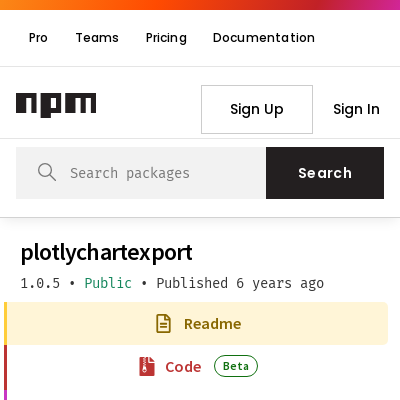 Pro Teams Pricing Documentation
npm Sign Up Sign In
Search packages Search
plotlychartexport
1.0.5 • Public • Published 6 years ago
Readme
Code Beta